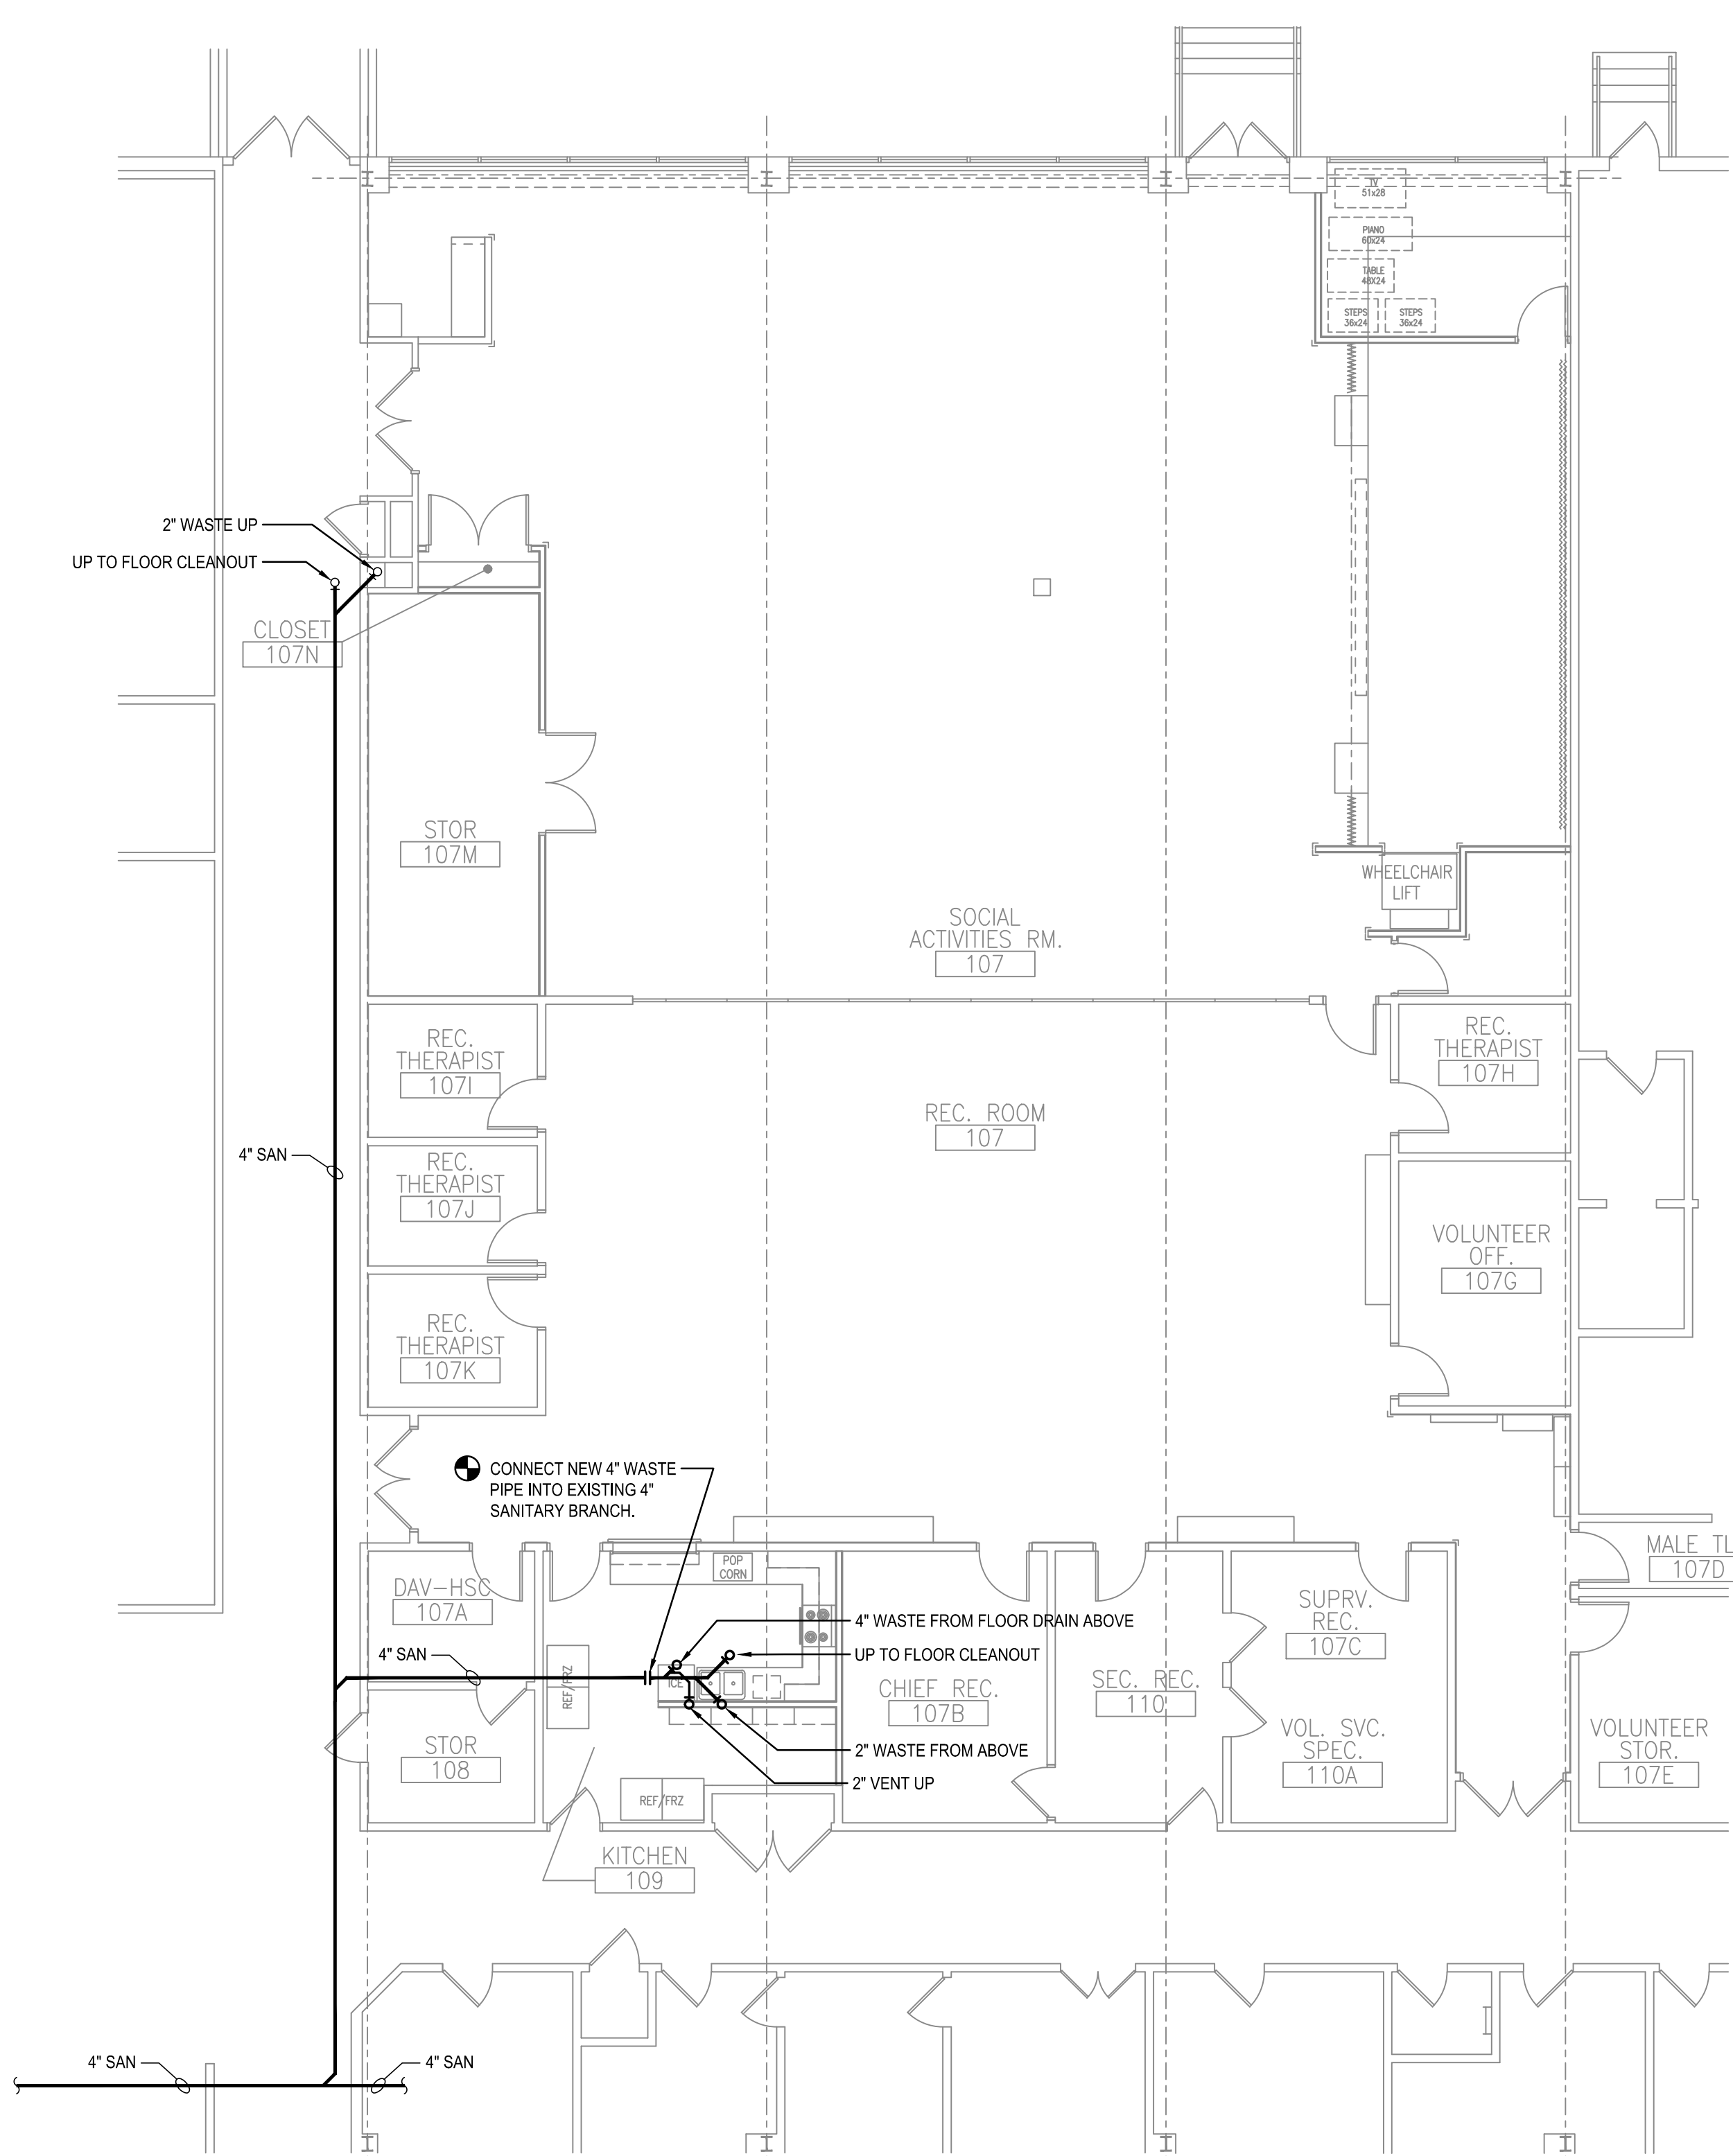 TV
51x28
PIANO
60x24
TABLE
48X24
STEPS
36x24
STEPS
36x24
2" WASTE UP
UP TO FLOOR CLEANOUT
CLOSET
107N
STOR
107M
WHEELCHAIR
LIFT
SOCIAL
ACTIVITIES RM.
107
REC.
THERAPIST
107I
REC.
THERAPIST
107H
REC. ROOM
107
4" SAN
REC.
THERAPIST
107J
VOLUNTEER
OFF.
107G
REC.
THERAPIST
107K
CONNECT NEW 4" WASTE
PIPE INTO EXISTING 4"
SANITARY BRANCH.
POP
CORN
MALE TL
107D
DAV-HSC
107A
4" WASTE FROM FLOOR DRAIN ABOVE
SUPRV.
REC.
107C
4" SAN
UP TO FLOOR CLEANOUT
REF/FRZ
ICE
CHIEF REC.
107B
SEC. REC.
110
VOL. SVC.
SPEC.
110A
VOLUNTEER
STOR.
107E
STOR
108
2" WASTE FROM ABOVE
2" VENT UP
REF/FRZ
KITCHEN
109
4" SAN
4" SAN